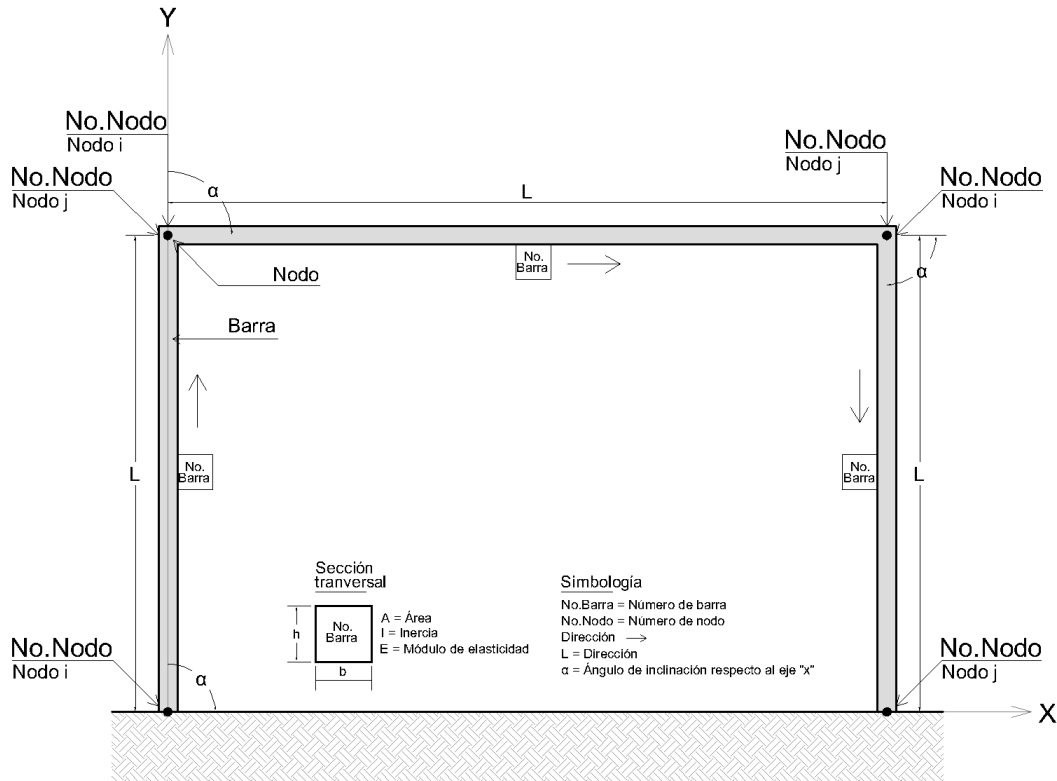 Y
No.Nodo
Nodo i
No.Nodo
Nodo j
No.Nodo
Nodo j
No.Nodo
Nodo i
α
L
No.
Barra
α
Nodo
Barra
L
No.
Barra
No.
Barra
L
Sección
tranversal
h
No.
Barra
b
A = Área
I = Inercia
E = Módulo de elasticidad
Simbología
No.Barra = Número de barra
No.Nodo = Número de nodo
Dirección →
L = Dirección
α = Ángulo de inclinación respecto al eje "x"
No.Nodo
Nodo i
α
No.Nodo
Nodo j
X